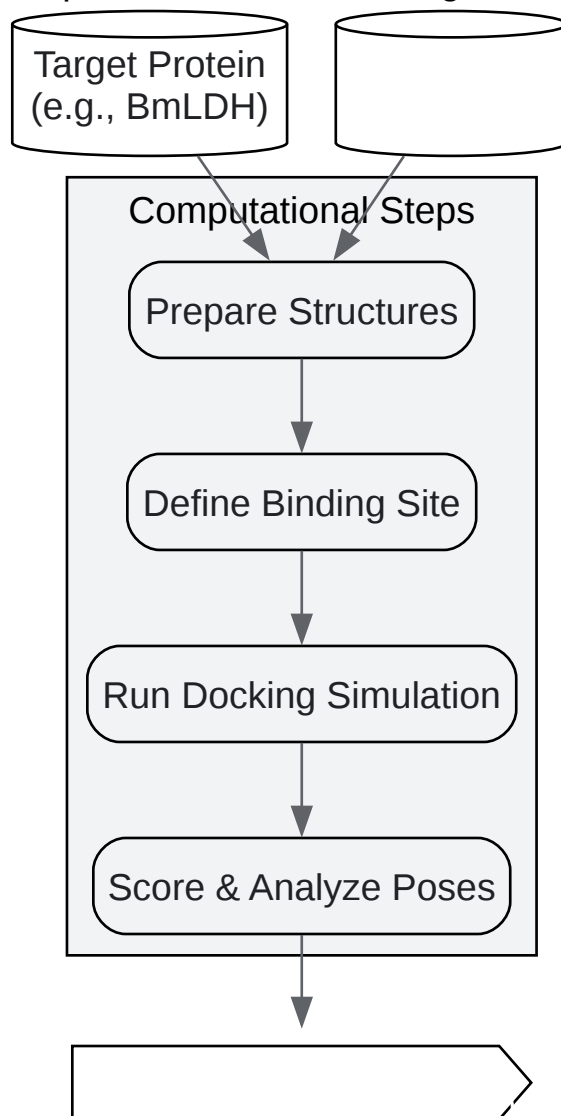 Target Protein
(e.g., BmLDH)
Computational Steps
Prepare Structures
Define Binding Site
Run Docking Simulation
Score & Analyze Poses